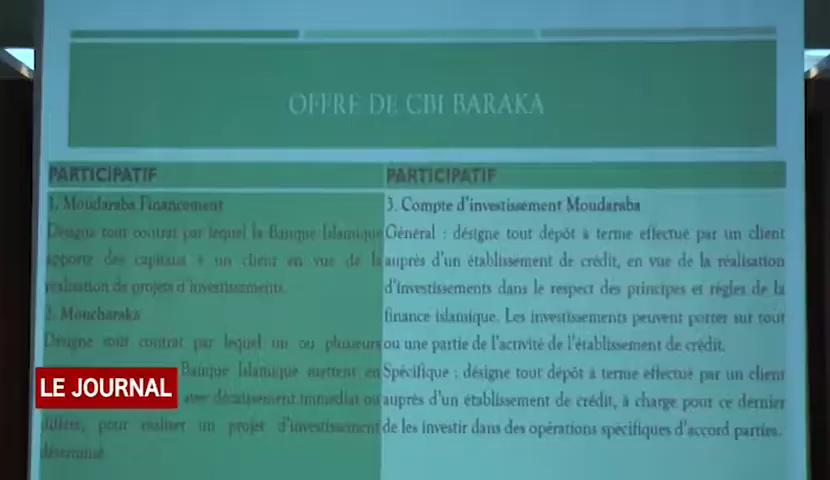 OFFRE DE CBI BARAKA
PARTICIPATIF
1. Moudaraba Financement
Désigne tout contrat par lequel la Banque Islamique
apporte des capitaux à un client en vue de la
réalisation de projets d'investissements.
2. Moucharaka
Désigne tout contrat par lequel un ou plusieurs
Banque Islamique mettent en
avec décaissement immédiat ou
différé, pour réaliser un projet d'investissement
déterminé.
PARTICIPATIF
3. Compte d'investissement Moudaraba
Général : désigne tout dépôt à terme effectué par un client
auprès d'un établissement de crédit, en vue de la réalisation
d'investissements dans le respect des principes et règles de la
finance islamique. Les investissements peuvent porter sur tout
ou une partie de l'activité de l'établissement de crédit.
Spécifique : désigne tout dépôt à terme effectué par un client
auprès d'un établissement de crédit, à charge pour ce dernier
de les investir dans des opérations spécifiques d'accord parties.
LE JOURNAL